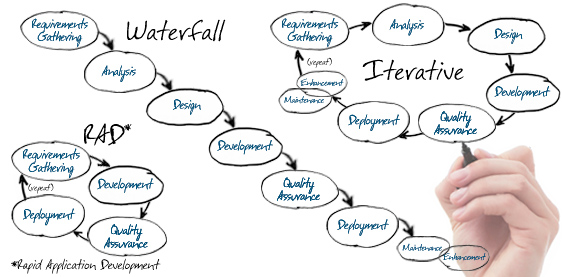 Waterfall
Requirements
Gathering
Analysis
Design
Development
Quality
Assurance
Deployment
Maintenance
Enhancement
Iterative
Requirements
Gathering
Analysis
Design
Development
Quality
Assurance
Deployment
Maintenance
Enhancement
(repeat)
RAD*
Requirements
Gathering
Development
Quality
Assurance
Deployment
(repeat)
*Rapid Application Development